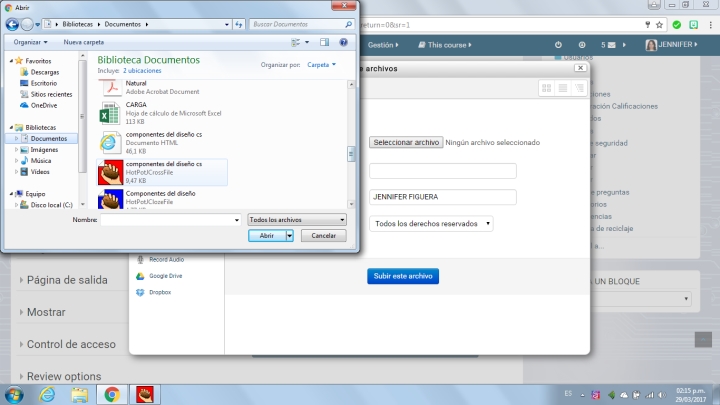 Abrir
Bibliotecas ▸ Documentos ▸
Buscar Documentos
return=0&sr=1
Organizar
Nueva carpeta
Gestión
This course
5
JENNIFER
Favoritos
Descargas
Escritorio
Sitios recientes
OneDrive
Bibliotecas
Documentos
Imágenes
Música
Vídeos
Equipo
Disco local (C:)
Biblioteca Documentos
Incluye: 2 ubicaciones
Organizar por: Carpeta
Natural
Adobe Acrobat Document
CARGA
Hoja de cálculo de Microsoft Excel
113 KB
componentes del diseño cs
Documento HTML
46,1 KB
componentes del diseño cs
HotPotJCrossFile
9,47 KB
Componentes del diseño
HotPotJClozeFile
Nombre:
Todos los archivos
Abrir
Cancelar
e archivos
Seleccionar archivo Ningún archivo seleccionado
JENNIFER FIGUERA
Todos los derechos reservados
Subir este archivo
Record Audio
Google Drive
Dropbox
Usuarios
ciones
ración Calificaciones
de seguridad
r
e preguntas
orios
encias
s de reciclaje
l a...
A UN BLOQUE
Página de salida
Mostrar
Control de acceso
Review options
ES
02:15 p.m.
29/03/2017